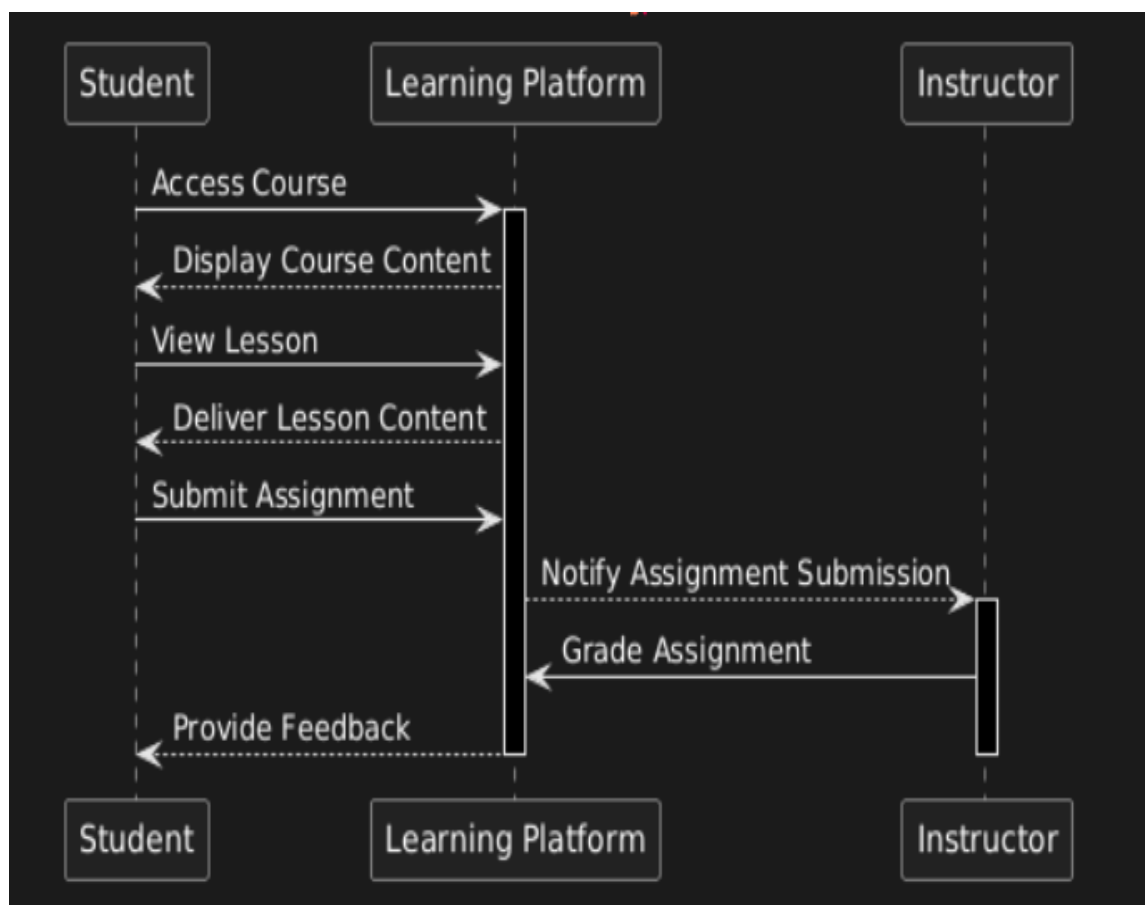 Student
Learning Platform
Instructor
Access Course
Display Course Content
View Lesson
Deliver Lesson Content
Submit Assignment
Notify Assignment Submission
Grade Assignment
Provide Feedback
Student
Learning Platform
Instructor